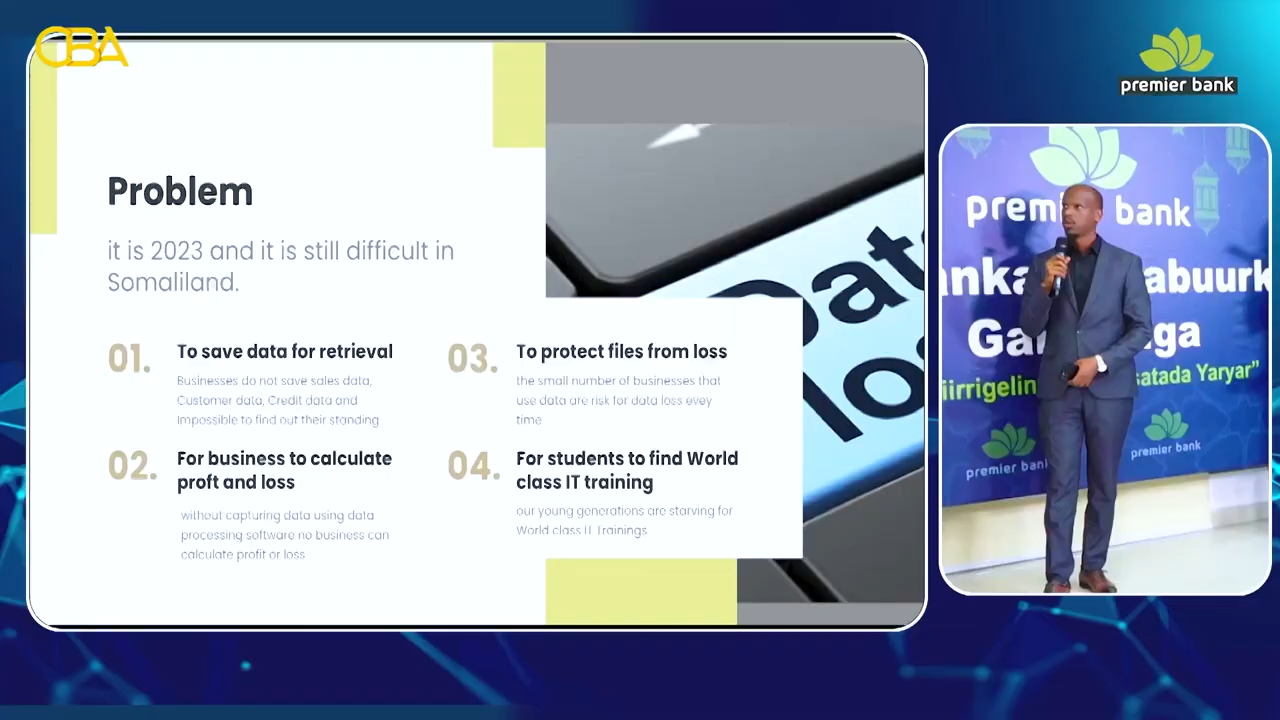 CBA
premier bank
Problem
it is 2023 and it is still difficult in
Somaliland.
01.
To save data for retrieval
Businesses do not save sales data,
Customer data, Credit data and
Impossible to find out their standing
02.
For business to calculate
proft and loss
without capturing data using data
processing software no business can
calculate profit or loss
03.
To protect files from loss
the small number of businesses that
use data are risk for data loss evey
time
04.
For students to find World
class IT training
our young generations are starving for
World class IT Trainings
bank
premier bank
premier bank